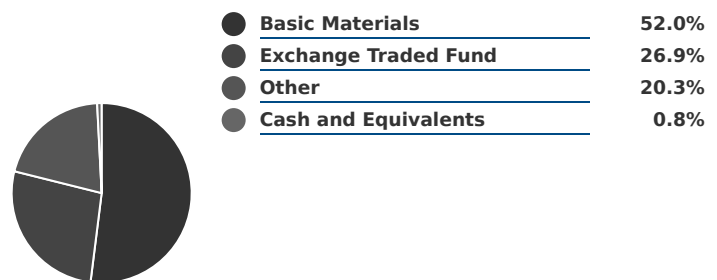 Basic Materials 52.0%
Exchange Traded Fund 26.9%
Other 20.3%
Cash and Equivalents 0.8%